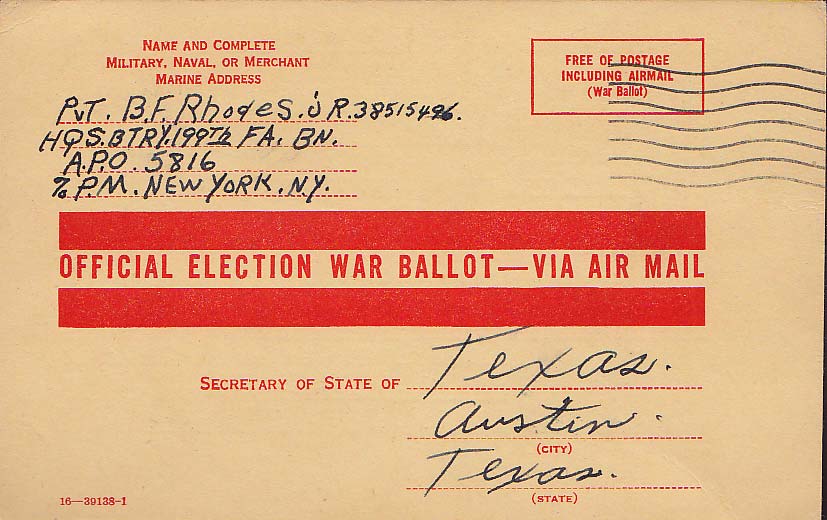 NAME AND COMPLETE
MILITARY, NAVAL, OR MERCHANT
MARINE ADDRESS
PVT. B.F. Rhodes. JR. 38515496.
HQS. BTRY. 199TH FA. BN.
A.P.O. 5816
% P.M. NEW YORK. N.Y.
FREE OF POSTAGE
INCLUDING AIRMAIL
(War Ballot)
OFFICIAL ELECTION WAR BALLOT—VIA AIR MAIL
SECRETARY OF STATE OF Texas.
Austin.
(CITY)
Texas.
(STATE)
16—39138-1